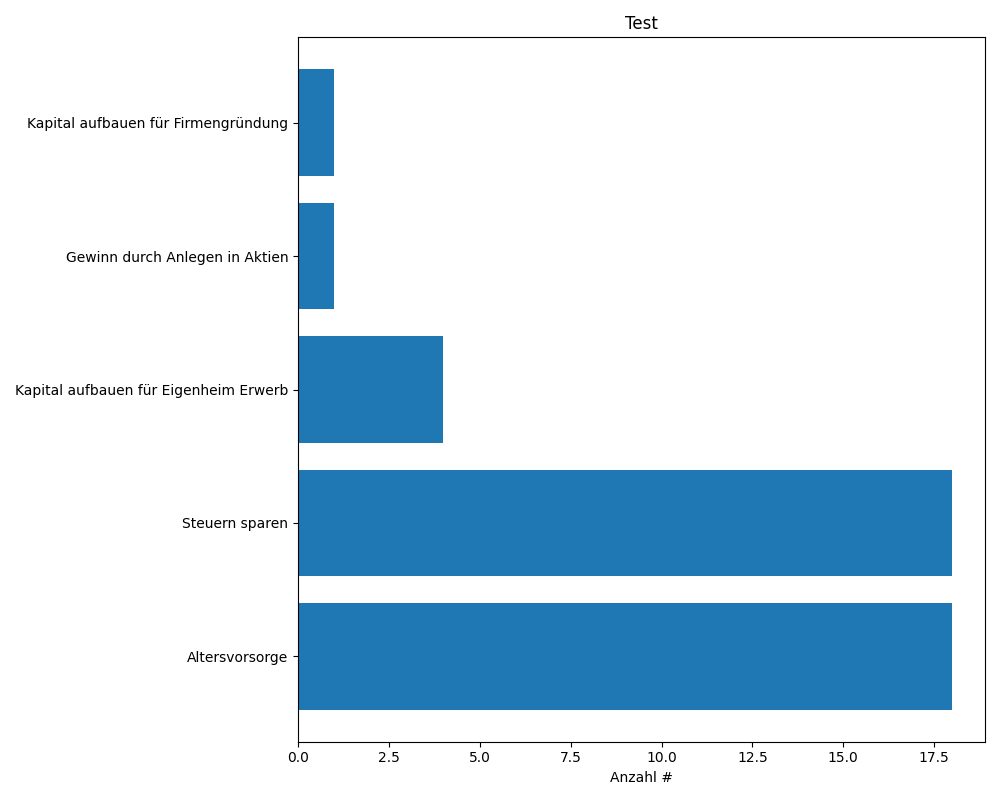 Test
Kapital aufbauen für Firmengründung
Gewinn durch Anlegen in Aktien
Kapital aufbauen für Eigenheim Erwerb
Steuern sparen
Altersvorsorge
0.0 2.5 5.0 7.5 10.0 12.5 15.0 17.5
Anzahl #